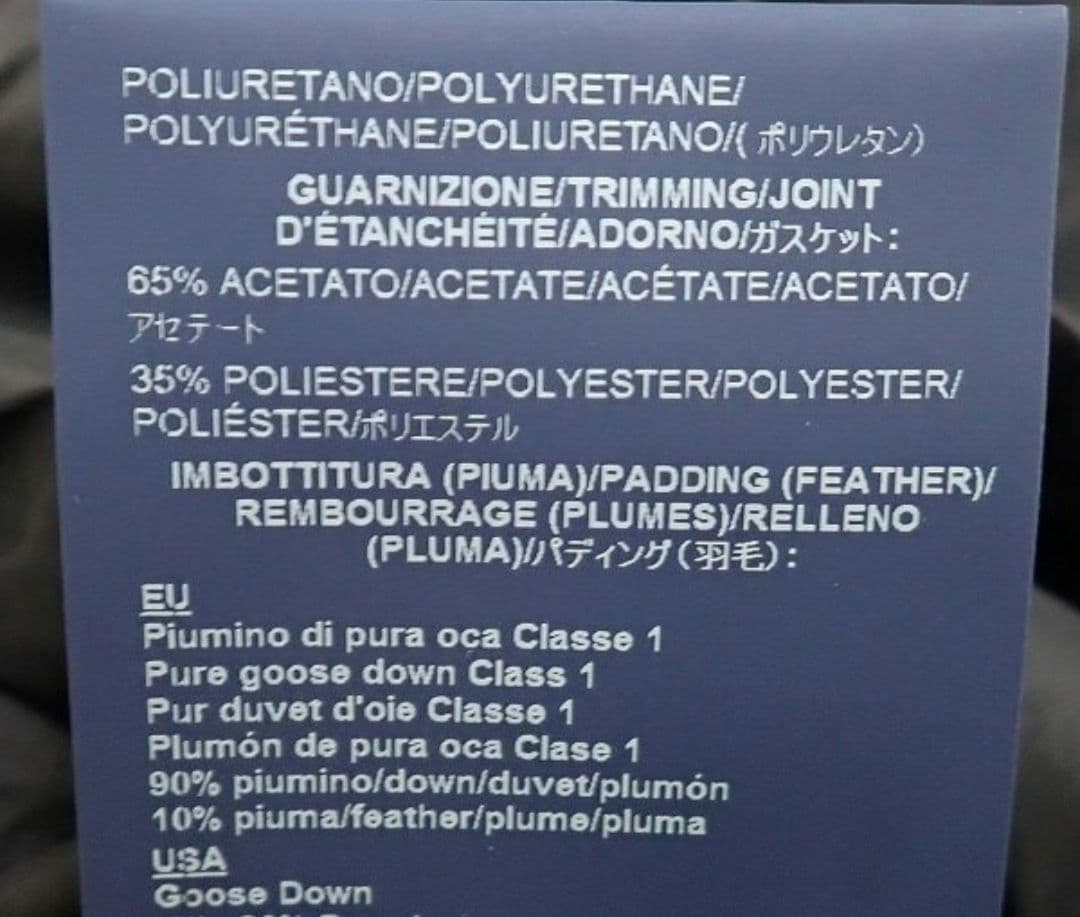 POLIURETANO/POLYURETHANE/
POLYURÉTHANE/POLIURETANO/(ポリウレタン)
GUARNIZIONE/TRIMMING/JOINT
D'ÉTANCHÉITÉ/ADORNO/ガスケット:
65% ACETATO/ACETATE/ACÉTATE/ACETATO/
アセテート
35% POLIESTERE/POLYESTER/POLYESTER/
POLIÉSTER/ポリエステル
IMBOTTITURA (PIUMA)/PADDING (FEATHER)/
REMBOURRAGE (PLUMES)/RELLENO
(PLUMA)/パディング(羽毛):
EU
Piumino di pura oca Classe 1
Pure goose down Class 1
Pur duvet d'oie Classe 1
Plumón de pura oca Clase 1
90% piumino/down/duvet/plumón
10% piuma/feather/plume/pluma
USA
Goose Down